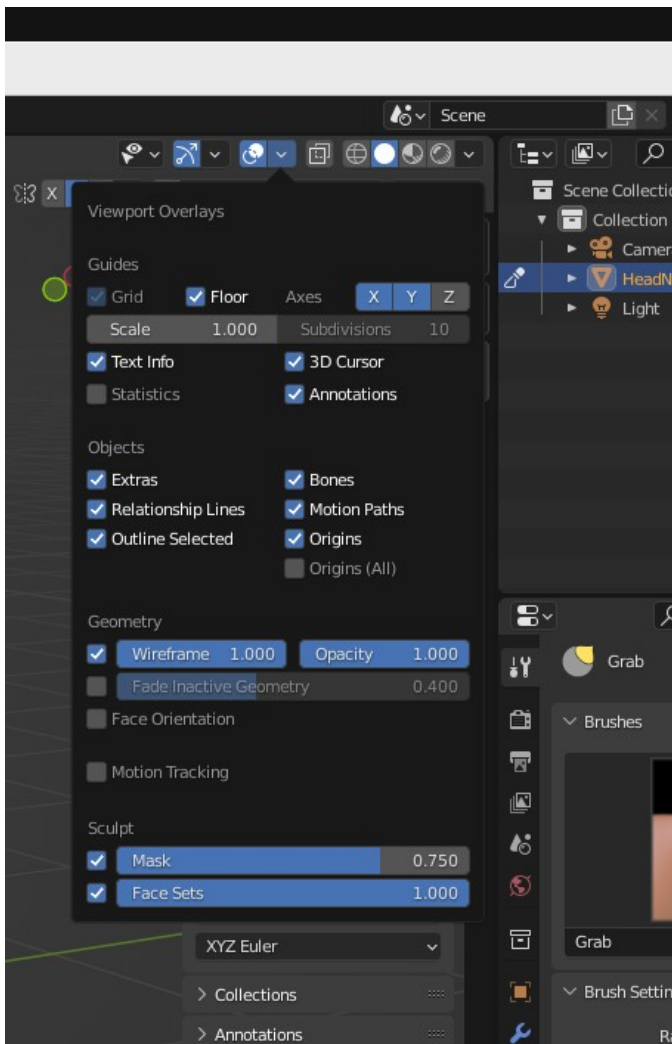 Scene
X
Viewport Overlays
Guides
Grid Floor Axes X Y Z
Scale 1.000 Subdivisions 10
Text Info 3D Cursor
Statistics Annotations
Objects
Extras Bones
Relationship Lines Motion Paths
Outline Selected Origins
Origins (All)
Geometry
Wireframe 1.000 Opacity 1.000
Fade Inactive Geometry 0.400
Face Orientation
Motion Tracking
Sculpt
Mask 0.750
Face Sets 1.000
XYZ Euler
Collections
Annotations
Scene Collectio
Collection
Camer
HeadN
Light
Grab
Brushes
Grab
Brush Settin
Ra